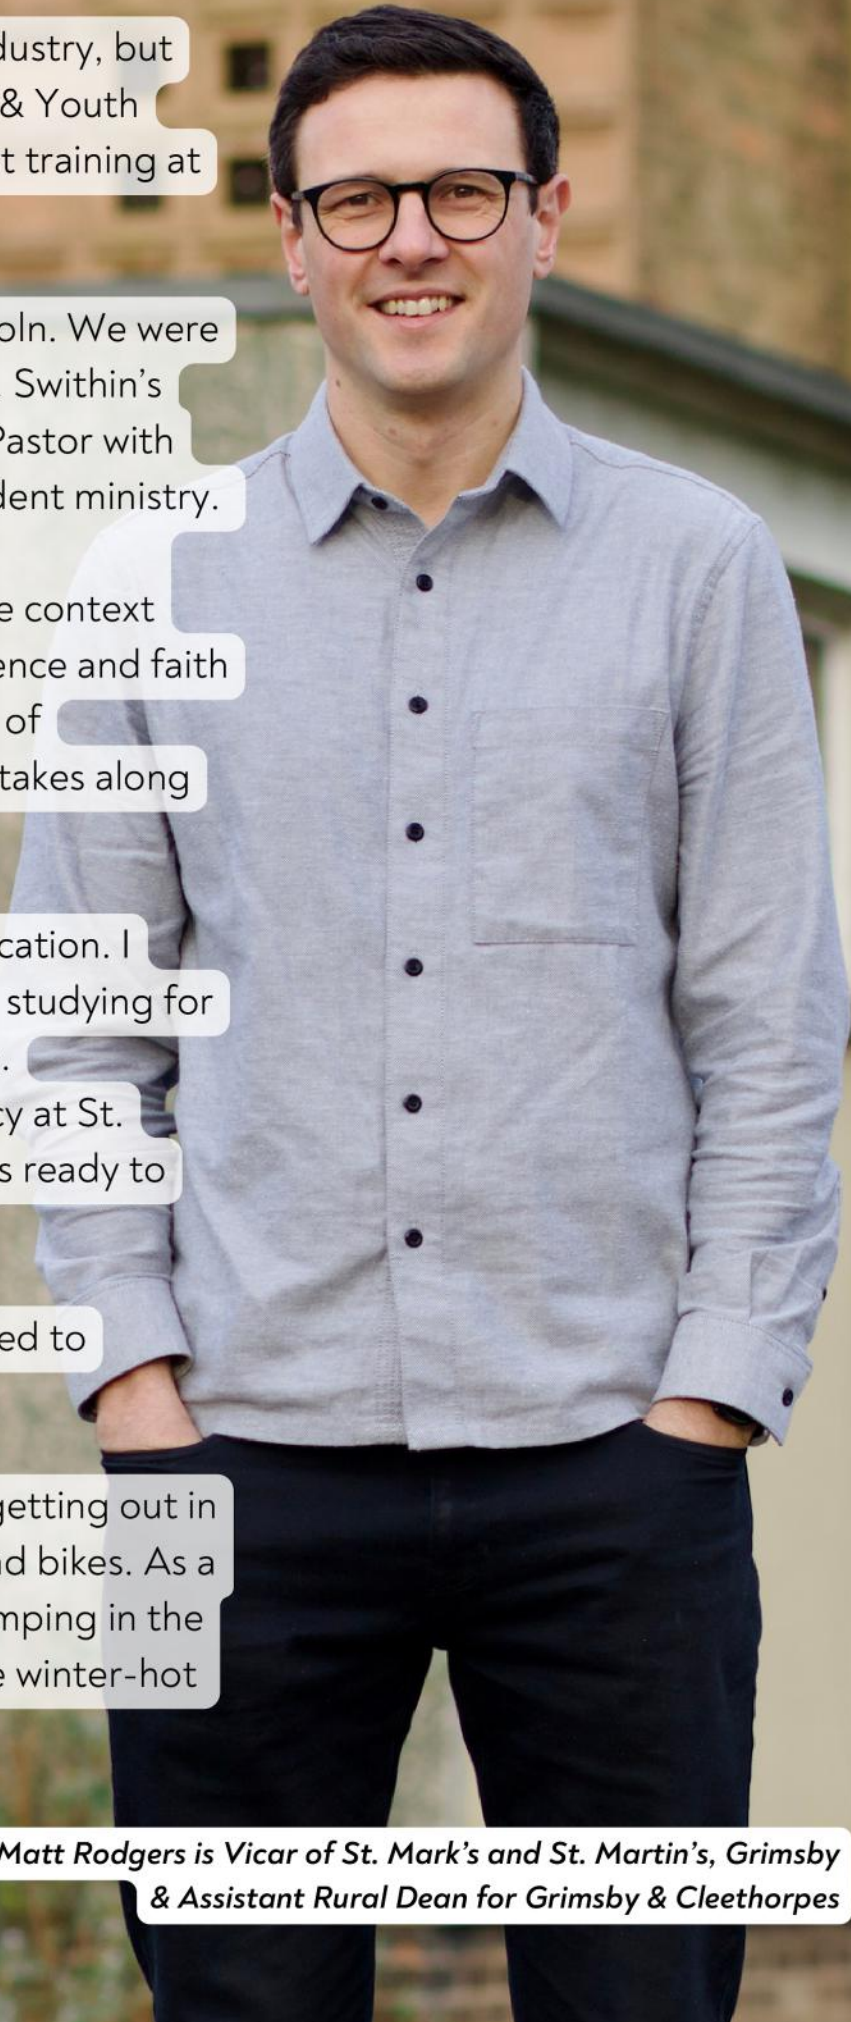 dustry, but
& Youth
t training at
oln. We were
. Swithin's
Pastor with
dent ministry.
e context
ence and faith
of
takes along
cation. I
studying for
.
cy at St.
s ready to
ed to
getting out in
nd bikes. As a
mping in the
e winter-hot
Matt Rodgers is Vicar of St. Mark's and St. Martin's, Grimsby
& Assistant Rural Dean for Grimsby & Cleethorpes